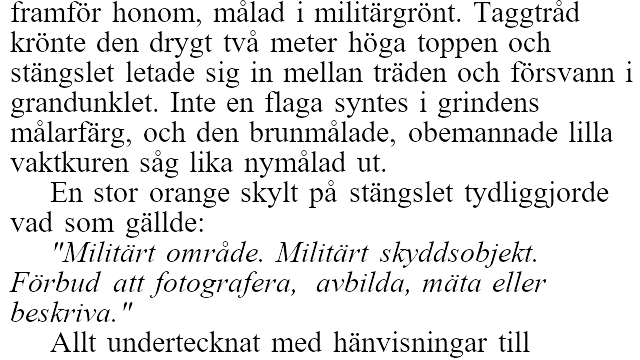 framför honom, målad i militärgrönt. Taggtråd
krönte den drygt två meter höga toppen och
stängslet letade sig in mellan träden och försvann i
grandunklet. Inte en flaga syntes i grindens
målarfärg, och den brunmålade, obemannade lilla
vaktkuren såg lika nymålad ut.
En stor orange skylt på stängslet tydliggjorde
vad som gällde:
"Militärt område. Militärt skyddsobjekt.
Förbud att fotografera, avbilda, mäta eller
beskriva."
Allt undertecknat med hänvisningar till